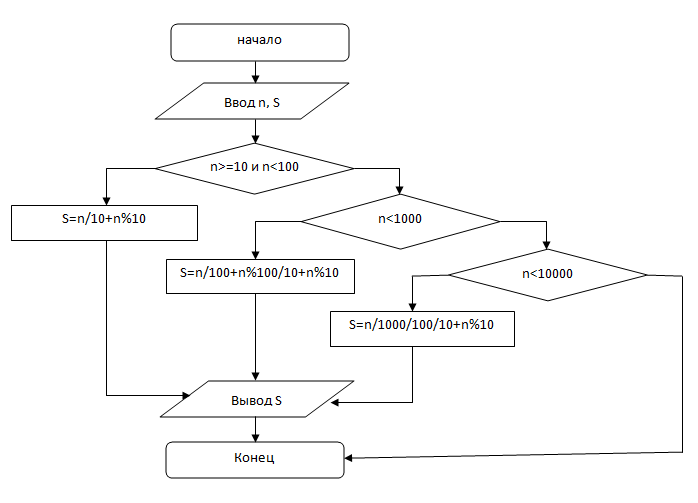 начало
Ввод n, S
n>=10 и n<100
S=n/10+n%10
n<1000
S=n/100+n%100/10+n%10
n<10000
S=n/1000/100/10+n%10
Вывод S
Конец